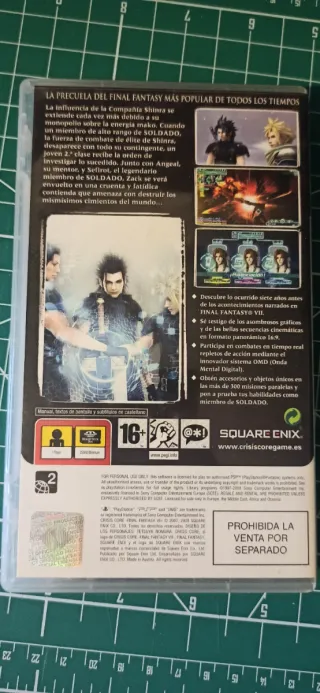 LA PRECUELA DEL FINAL FANTASY MÁS POPULAR DE TODOS LOS TIEMPOS
La influencia de la Compañía Shinra se
extiende cada vez más debido a su
monopolio sobre la energía mako. Cuando
un miembro de alto rango de SOLDADO,
la fuerza de combate de élite de Shinra,
desaparece con todo su contingente, un
joven 2.ª clase recibe la orden de
investigar lo sucedido. Junto con Angeal,
su mentor, y Sefirot, el legendario
miembro de SOLDADO, Zack se verá
envuelto en una cruenta y fatídica
contienda que amenaza con destruir los
mismísimos cimientos del mundo...
Descubre lo ocurrido siete años antes
de los acontecimientos narrados en
FINAL FANTASY® VII.
Sé testigo de los asombrosos gráficos
y de las bellas secuencias cinemáticas
en formato panorámico 16:9.
Participa en combates en tiempo real
repletos de acción mediante el
innovador sistema OMD (Onda
Mental Digital).
Obtén accesorios y objetos únicos en
las más de 300 misiones paralelas y
pon a prueba tus habilidades como
miembro de SOLDADO.
Manual, textos de pantalla y subtítulos en castellano
16+
www.pegi.info
@*!
SQUARE ENIX
www.crisiscoregame.es
2
PROHIBIDA LA
VENTA POR
SEPARADO